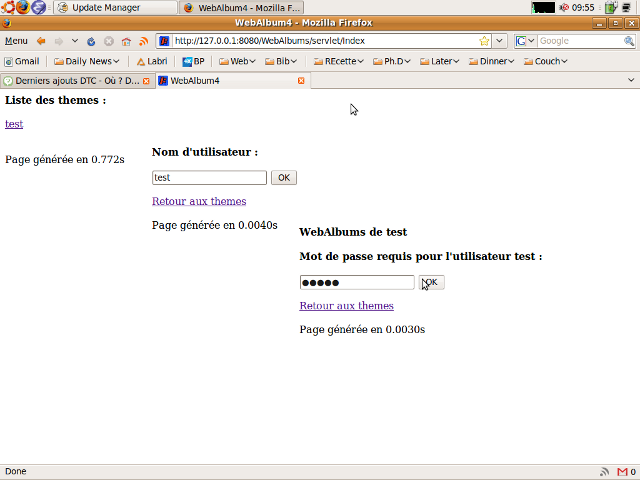 Update Manager
WebAlbum4 - Mozilla F...
09:55
WebAlbum4 - Mozilla Firefox
Menu
http://127.0.0.1:8080/WebAlbums/servlet/Index
Google
Gmail
Daily News
Labri
BP
Web
Bib
REcette
Ph.D
Later
Dinner
Couch
Derniers ajouts DTC - Où ? D...
WebAlbum4
Liste des themes :
test
Page générée en 0.772s
Nom d'utilisateur :
test
OK
Retour aux themes
Page générée en 0.0040s
WebAlbums de test
Mot de passe requis pour l'utilisateur test :
●●●●●
OK
Retour aux themes
Page générée en 0.0030s
Done
0